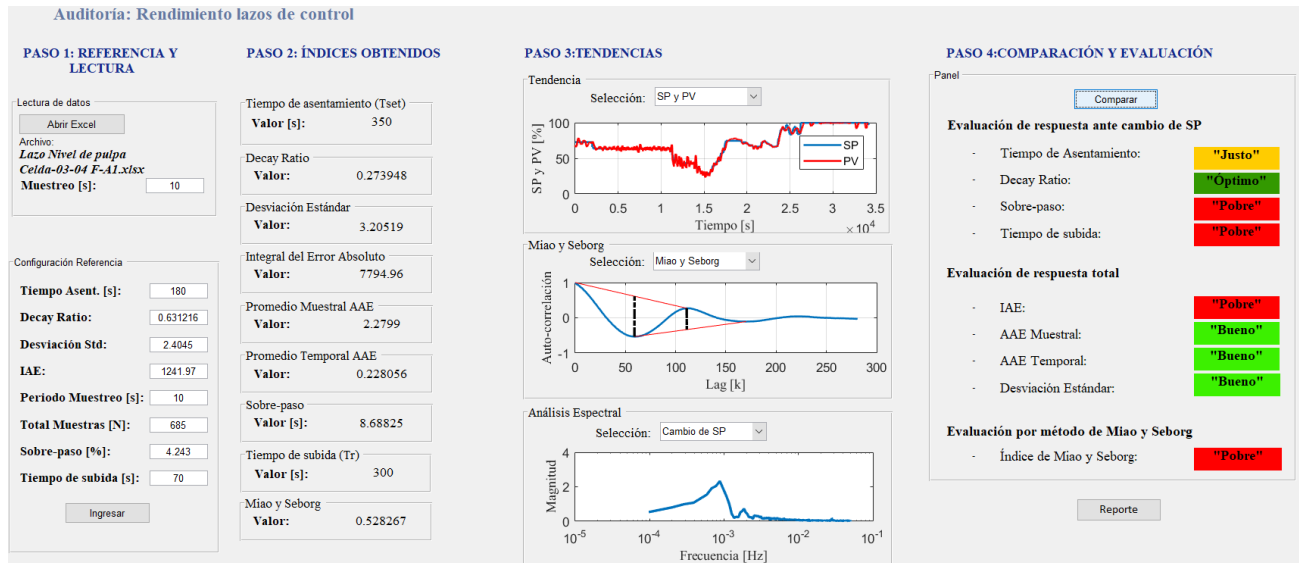 Auditoría: Rendimiento lazos de control
PASO 1: REFERENCIA Y
LECTURA
Lectura de datos
Abrir Excel
Archivo:
Lazo Nivel de pulpa
Celda-03-04 F-A1.xlsx
Muestreo [s]: 10
Configuración Referencia
Tiempo Asent. [s]: 180
Decay Ratio: 0.631216
Desviación Std: 2.4045
IAE: 1241.97
Periodo Muestreo [s]: 10
Total Muestras [N]: 685
Sobre-paso [%]: 4.243
Tiempo de subida [s]: 70
Ingresar
PASO 2: ÍNDICES OBTENIDOS
Tiempo de asentamiento (Tset)
Valor [s]: 350
Decay Ratio
Valor: 0.273948
Desviación Estándar
Valor: 3.20519
Integral del Error Absoluto
Valor: 7794.96
Promedio Muestral AAE
Valor: 2.2799
Promedio Temporal AAE
Valor: 0.228056
Sobre-paso
Valor [s]: 8.68825
Tiempo de subida (Tr)
Valor [s]: 300
Miao y Seborg
Valor: 0.528267
PASO 3:TENDENCIAS
Tendencia
Selección: SP y PV
SP y PV [%]
100
50
0
SP
PV
0 0.5 1 1.5 2 2.5 3 3.5
Tiempo [s] × 10⁴
Miao y Seborg
Selección: Miao y Seborg
Auto-correlación
1
0
-1
0 50 100 150 200 250 300
Lag [k]
Análisis Espectral
Selección: Cambio de SP
Magnitud
4
2
0
10⁻⁵ 10⁻⁴ 10⁻³ 10⁻² 10⁻¹
Frecuencia [Hz]
PASO 4:COMPARACIÓN Y EVALUACIÓN
Panel
Comparar
Evaluación de respuesta ante cambio de SP
Tiempo de Asentamiento: "Justo"
- Decay Ratio: "Óptimo"
- Sobre-paso: "Pobre"
- Tiempo de subida: "Pobre"
Evaluación de respuesta total
- IAE: "Pobre"
- AAE Muestral: "Bueno"
- AAE Temporal: "Bueno"
- Desviación Estándar: "Bueno"
Evaluación por método de Miao y Seborg
- Índice de Miao y Seborg: "Pobre"
Reporte